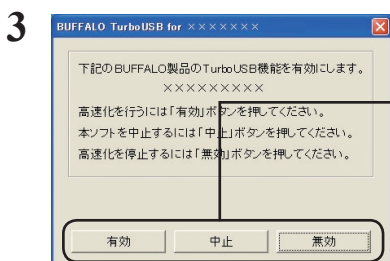 3
BUFFALO TurboUSB for ×××××××
下記のBUFFALO製品のTurboUSB機能を有効にします。
×××××××××
高速化を行うには「有効」ボタンを押してください。
本ソフトを中止するには「中止」ボタンを押してください。
高速化を停止するには「無効」ボタンを押してください。
有効 中止 無効